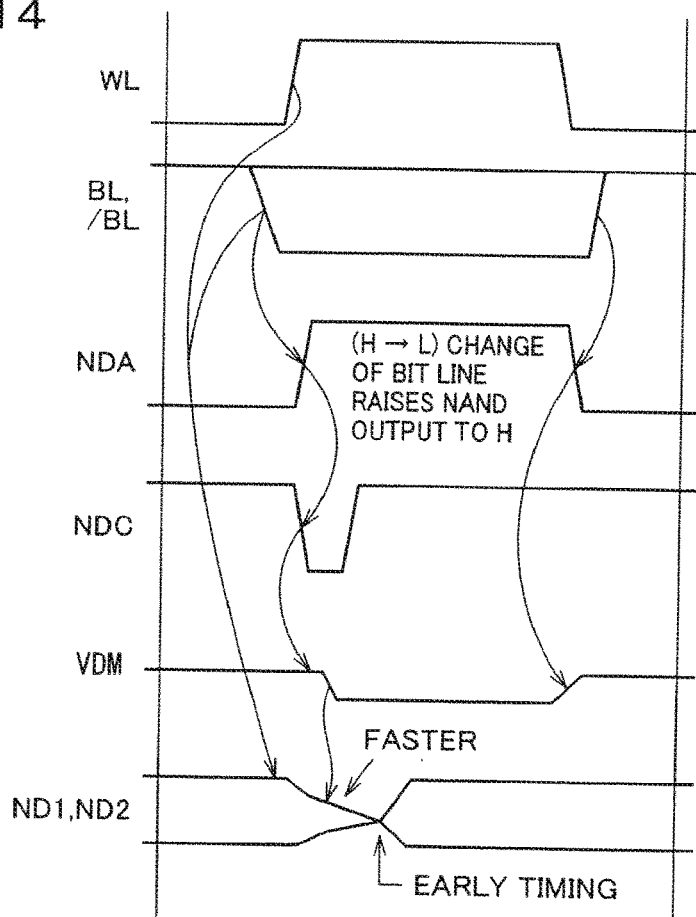 14
WL
BL,
/BL
NDA
(H → L) CHANGE
OF BIT LINE
RAISES NAND
OUTPUT TO H
NDC
VDM
FASTER
ND1,ND2
EARLY TIMING